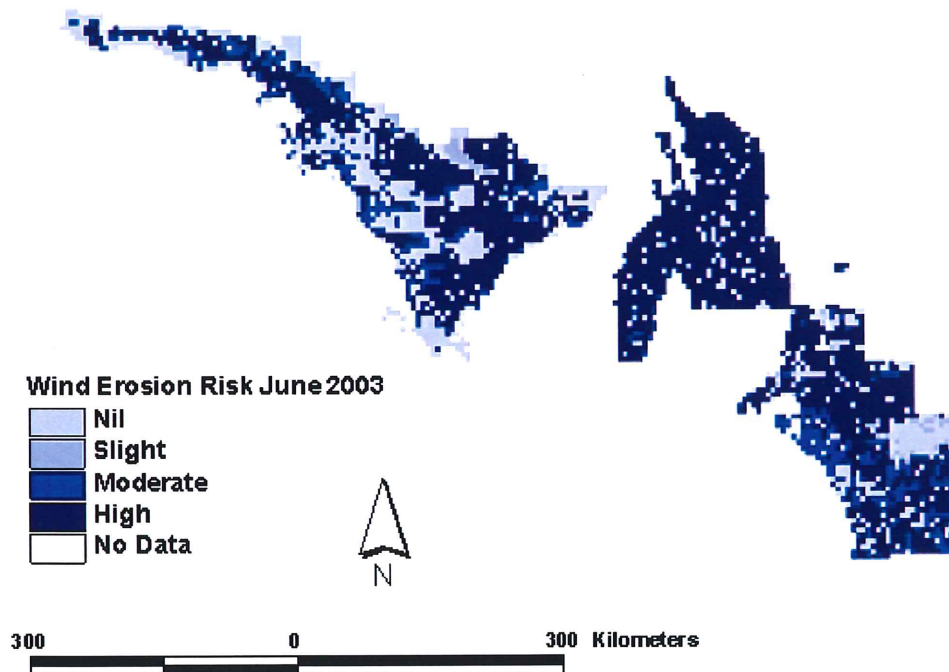 Wind Erosion Risk June 2003
Nil
Slight
Moderate
High
No Data
N
300 0 300 Kilometers